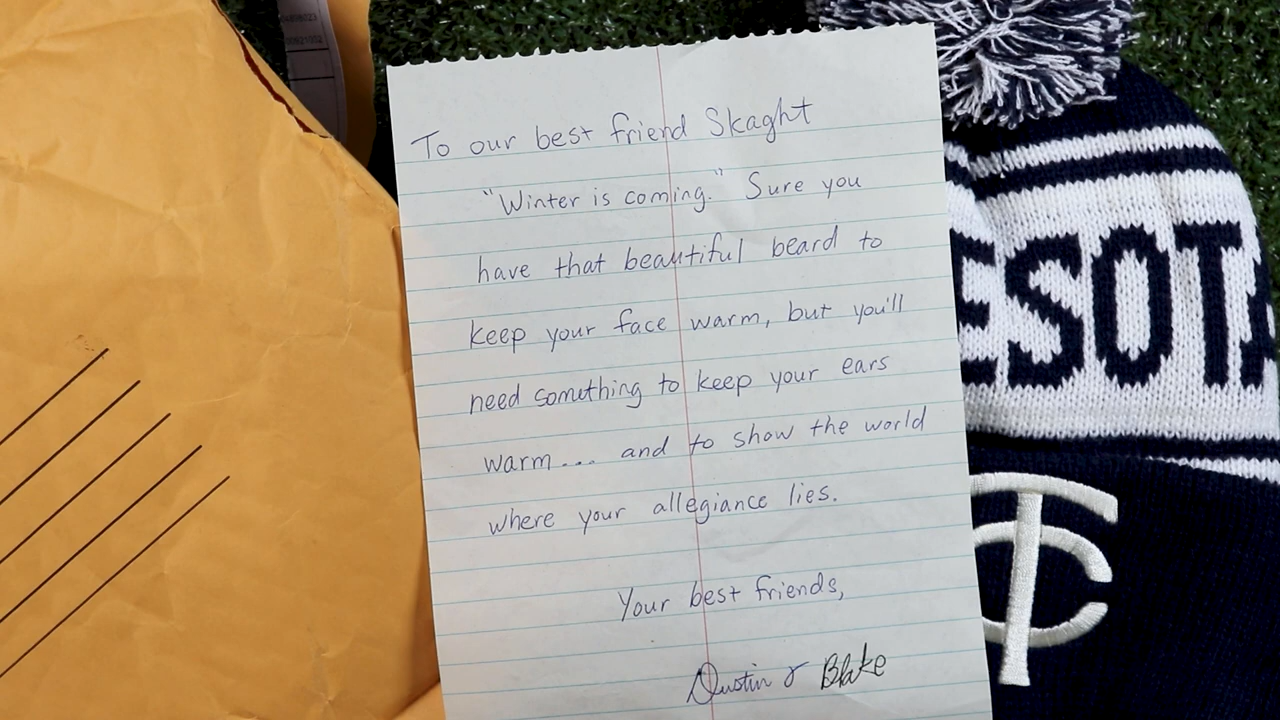 To our best friend Skaght
"Winter is coming." Sure you
have that beautiful beard to
keep your face warm, but you'll
need something to keep your ears
warm... and to show the world
where your allegiance lies.
Your best friends,
Dustin & Blake
ESOTA
TC